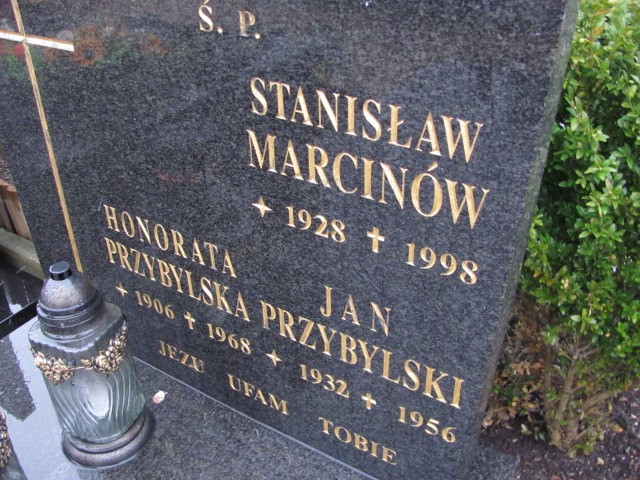 Ś. P.
STANISŁAW
MARCINÓW
1928 1998
HONORATA
PRZYBYLSKA
1906 1968
JAN
PRZYBYLSKI
1932 1956
JEZU UFAM TOBIE